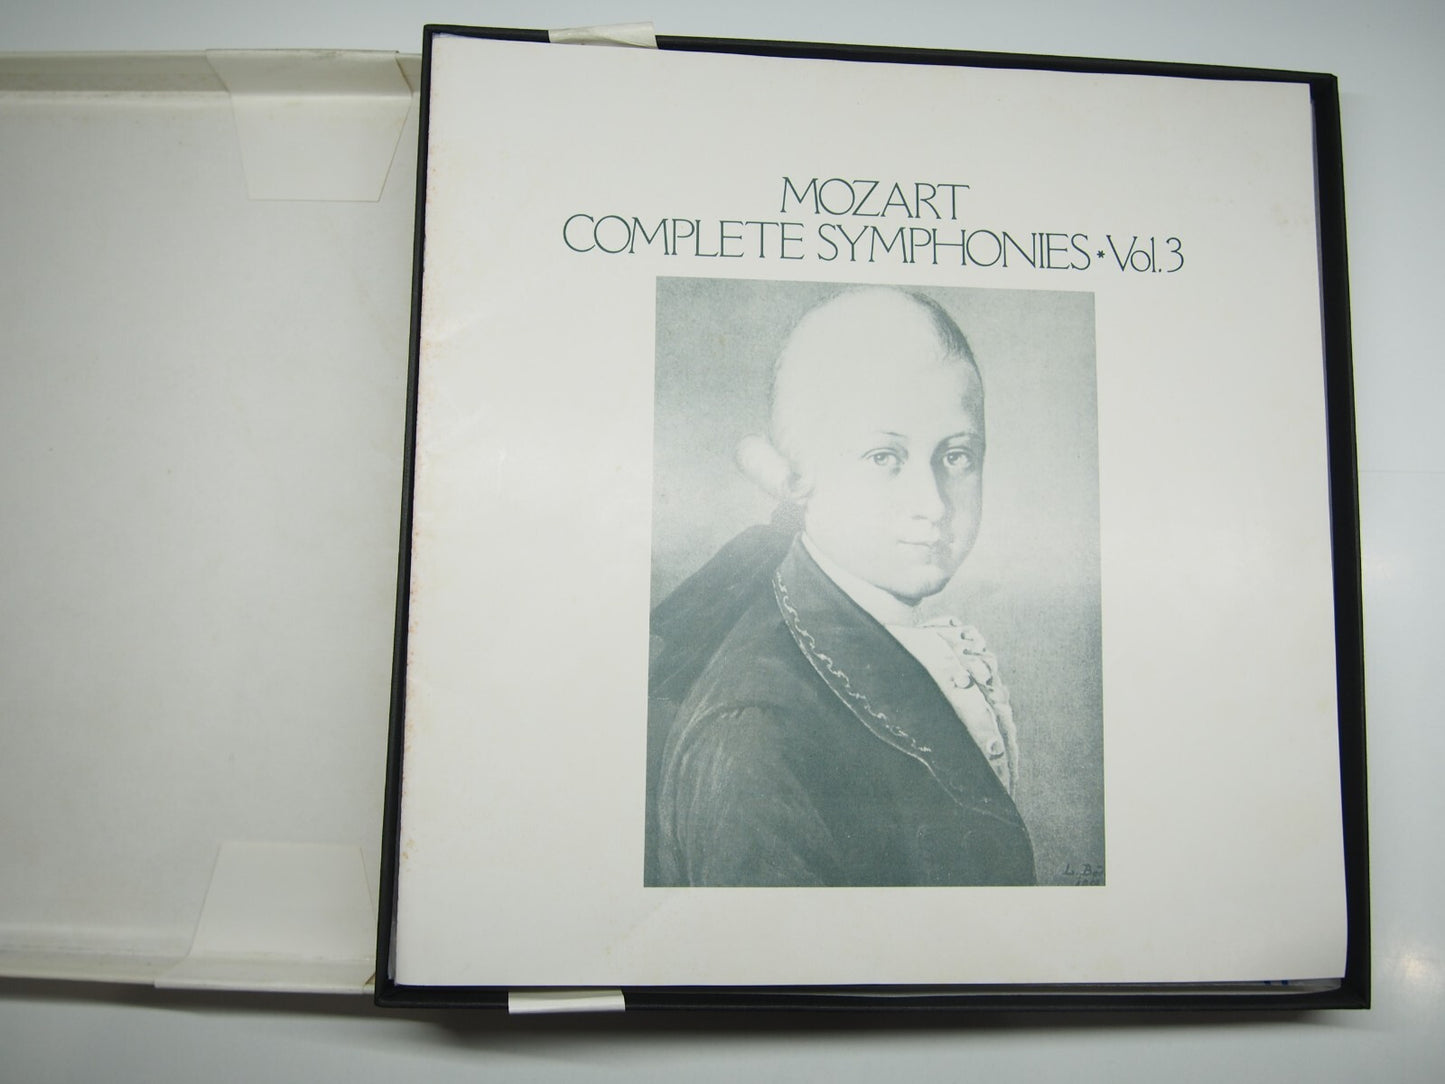 MOZART
COMPLETE SYMPHONIES * Vol.3